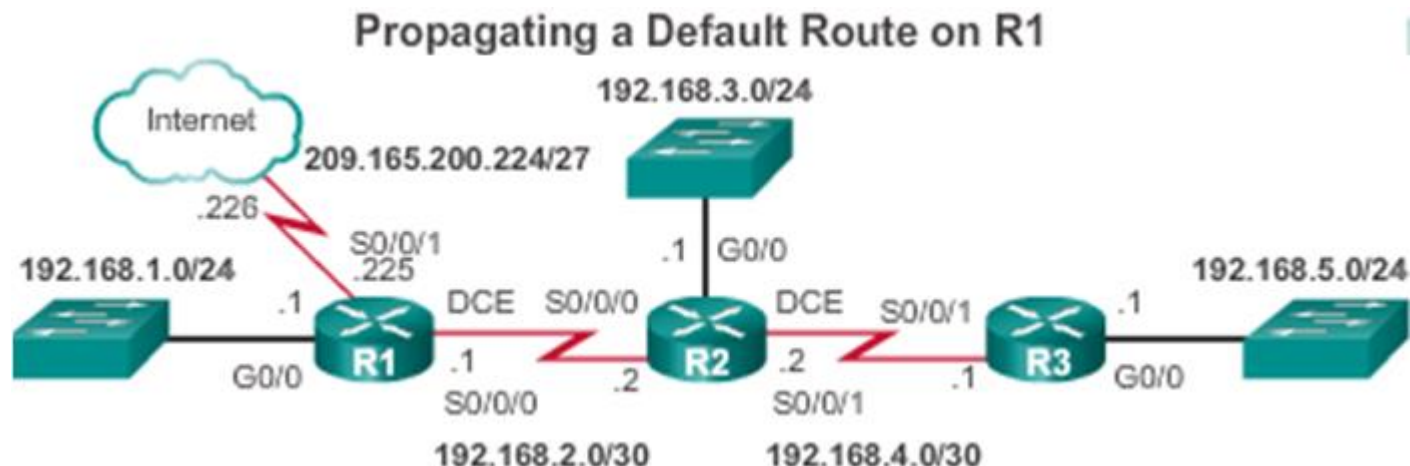 Propagating a Default Route on R1
192.168.3.0/24
Internet
209.165.200.224/27
.226
S0/0/1
.225
192.168.1.0/24
.1
G0/0
R1
DCE
.1
S0/0/0
S0/0/0
.2
192.168.2.0/30
.1
G0/0
R2
DCE
.2
S0/0/1
S0/0/1
.1
192.168.4.0/30
R3
.1
G0/0
192.168.5.0/24